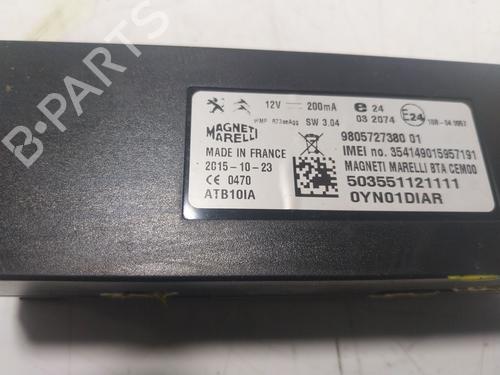 12V 200mA
e 24
03 2074
E24
SW 3.04
MAGNETI
MARELLI
MADE IN FRANCE
2015-10-23
CE 0470
ATB10IA
9805727380 01
IMEI no. 354149015957191
MAGNETI MARELLI BTA CEM00
503551121111
0YN01DIAR
B-PARTS